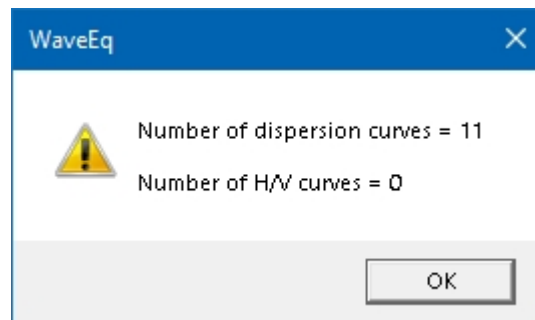 WaveEq
Number of dispersion curves = 11
Number of H/V curves = 0
OK